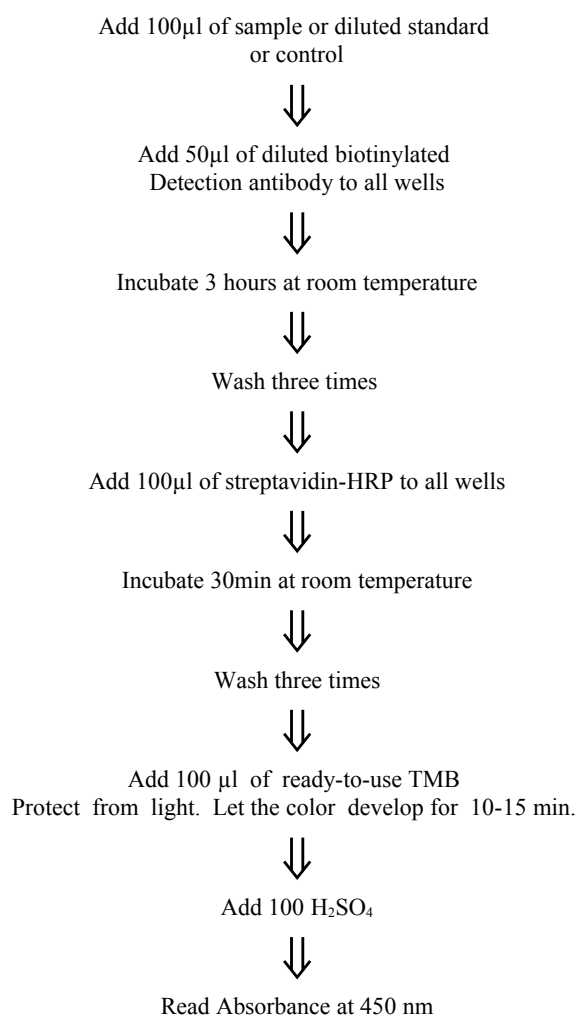 Add 100µl of sample or diluted standard
or control
Add 50µl of diluted biotinylated
Detection antibody to all wells
Incubate 3 hours at room temperature
Wash three times
Add 100µl of streptavidin-HRP to all wells
Incubate 30min at room temperature
Wash three times
Add 100 µl of ready-to-use TMB
Protect from light. Let the color develop for 10-15 min.
Add 100 H₂SO₄
Read Absorbance at 450 nm